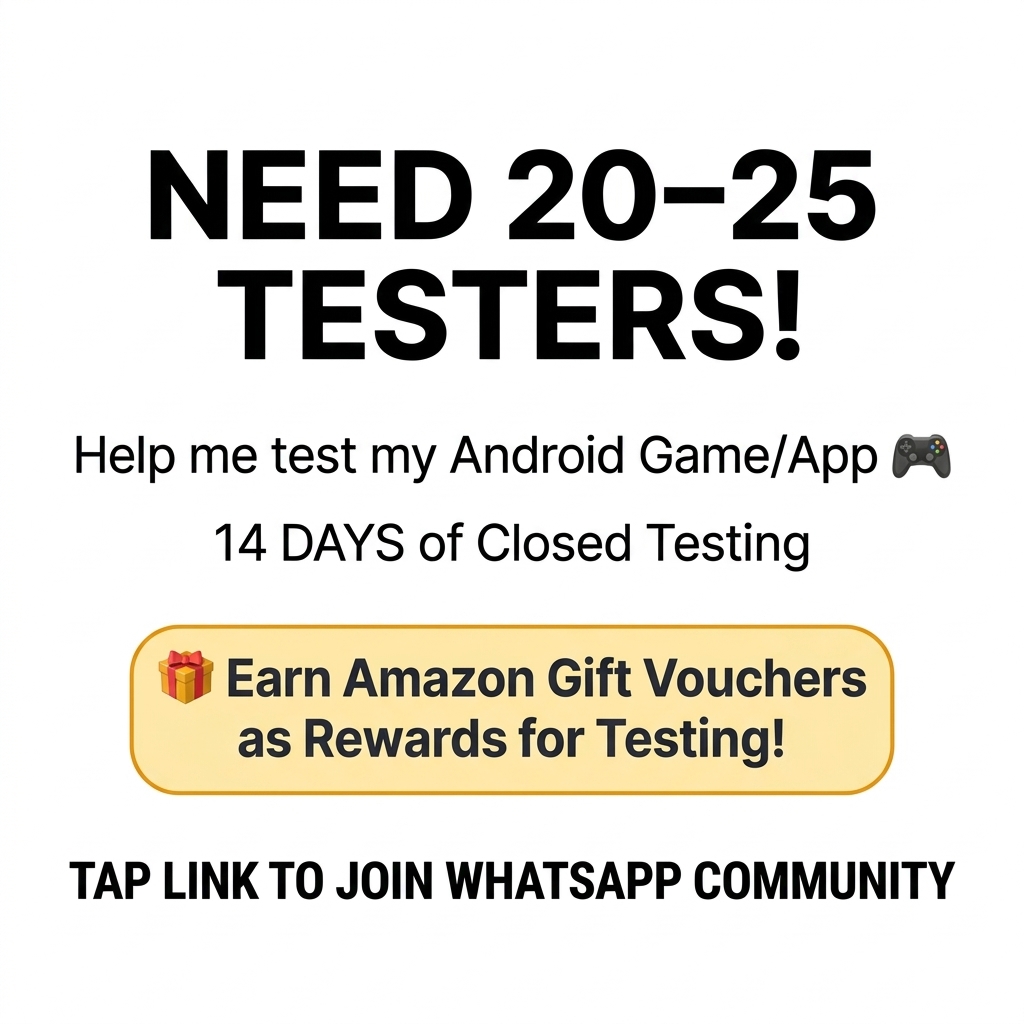 NEED 20–25
TESTERS!
Help me test my Android Game/App 🎮
14 DAYS of Closed Testing
🎁 Earn Amazon Gift Vouchers
as Rewards for Testing!
TAP LINK TO JOIN WHATSAPP COMMUNITY